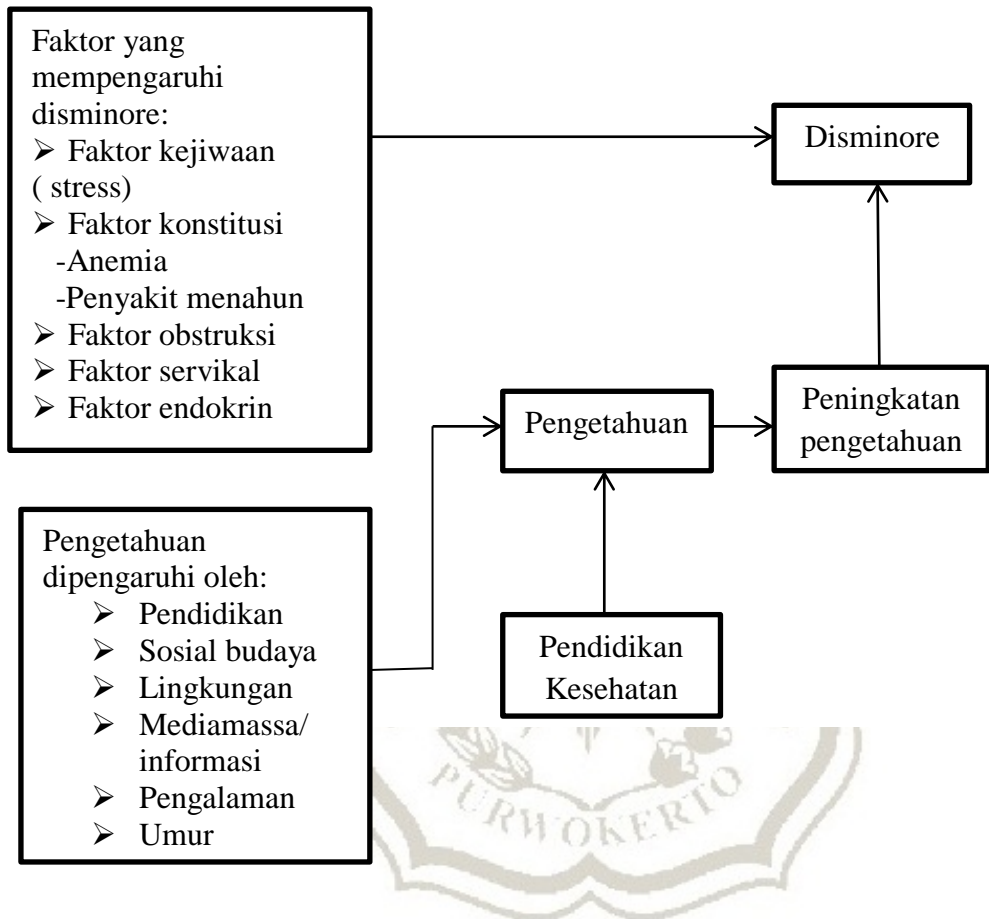 Faktor yang
mempengaruhi
disminore:
➢ Faktor kejiwaan
( stress)
➢ Faktor konstitusi
-Anemia
-Penyakit menahun
➢ Faktor obstruksi
➢ Faktor servikal
➢ Faktor endokrin
Disminore
Pengetahuan
Peningkatan
pengetahuan
Pengetahuan
dipengaruhi oleh:
➢ Pendidikan
➢ Sosial budaya
➢ Lingkungan
➢ Mediamassa/
informasi
➢ Pengalaman
➢ Umur
Pendidikan
Kesehatan
PURWOKERTO